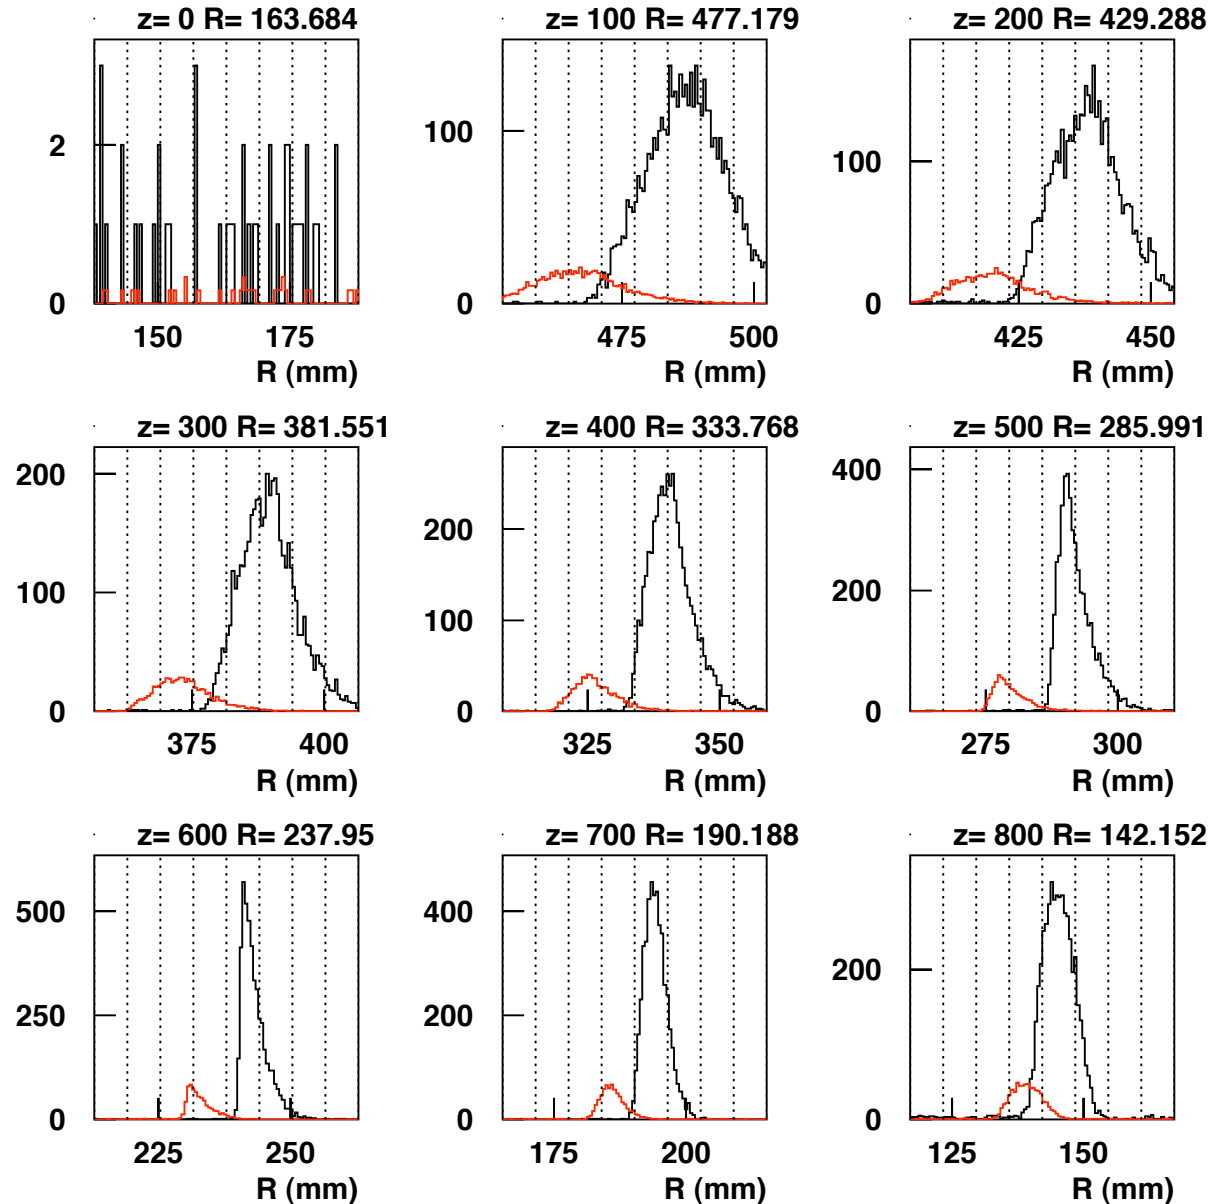 z= 0 R= 163.684
2
0
150 175
R (mm)
z= 100 R= 477.179
100
0
475 500
R (mm)
z= 200 R= 429.288
100
0
425 450
R (mm)
z= 300 R= 381.551
200
100
0
375 400
R (mm)
z= 400 R= 333.768
200
100
0
325 350
R (mm)
z= 500 R= 285.991
400
200
0
275 300
R (mm)
z= 600 R= 237.95
500
250
0
225 250
R (mm)
z= 700 R= 190.188
400
200
0
175 200
R (mm)
z= 800 R= 142.152
200
0
125 150
R (mm)